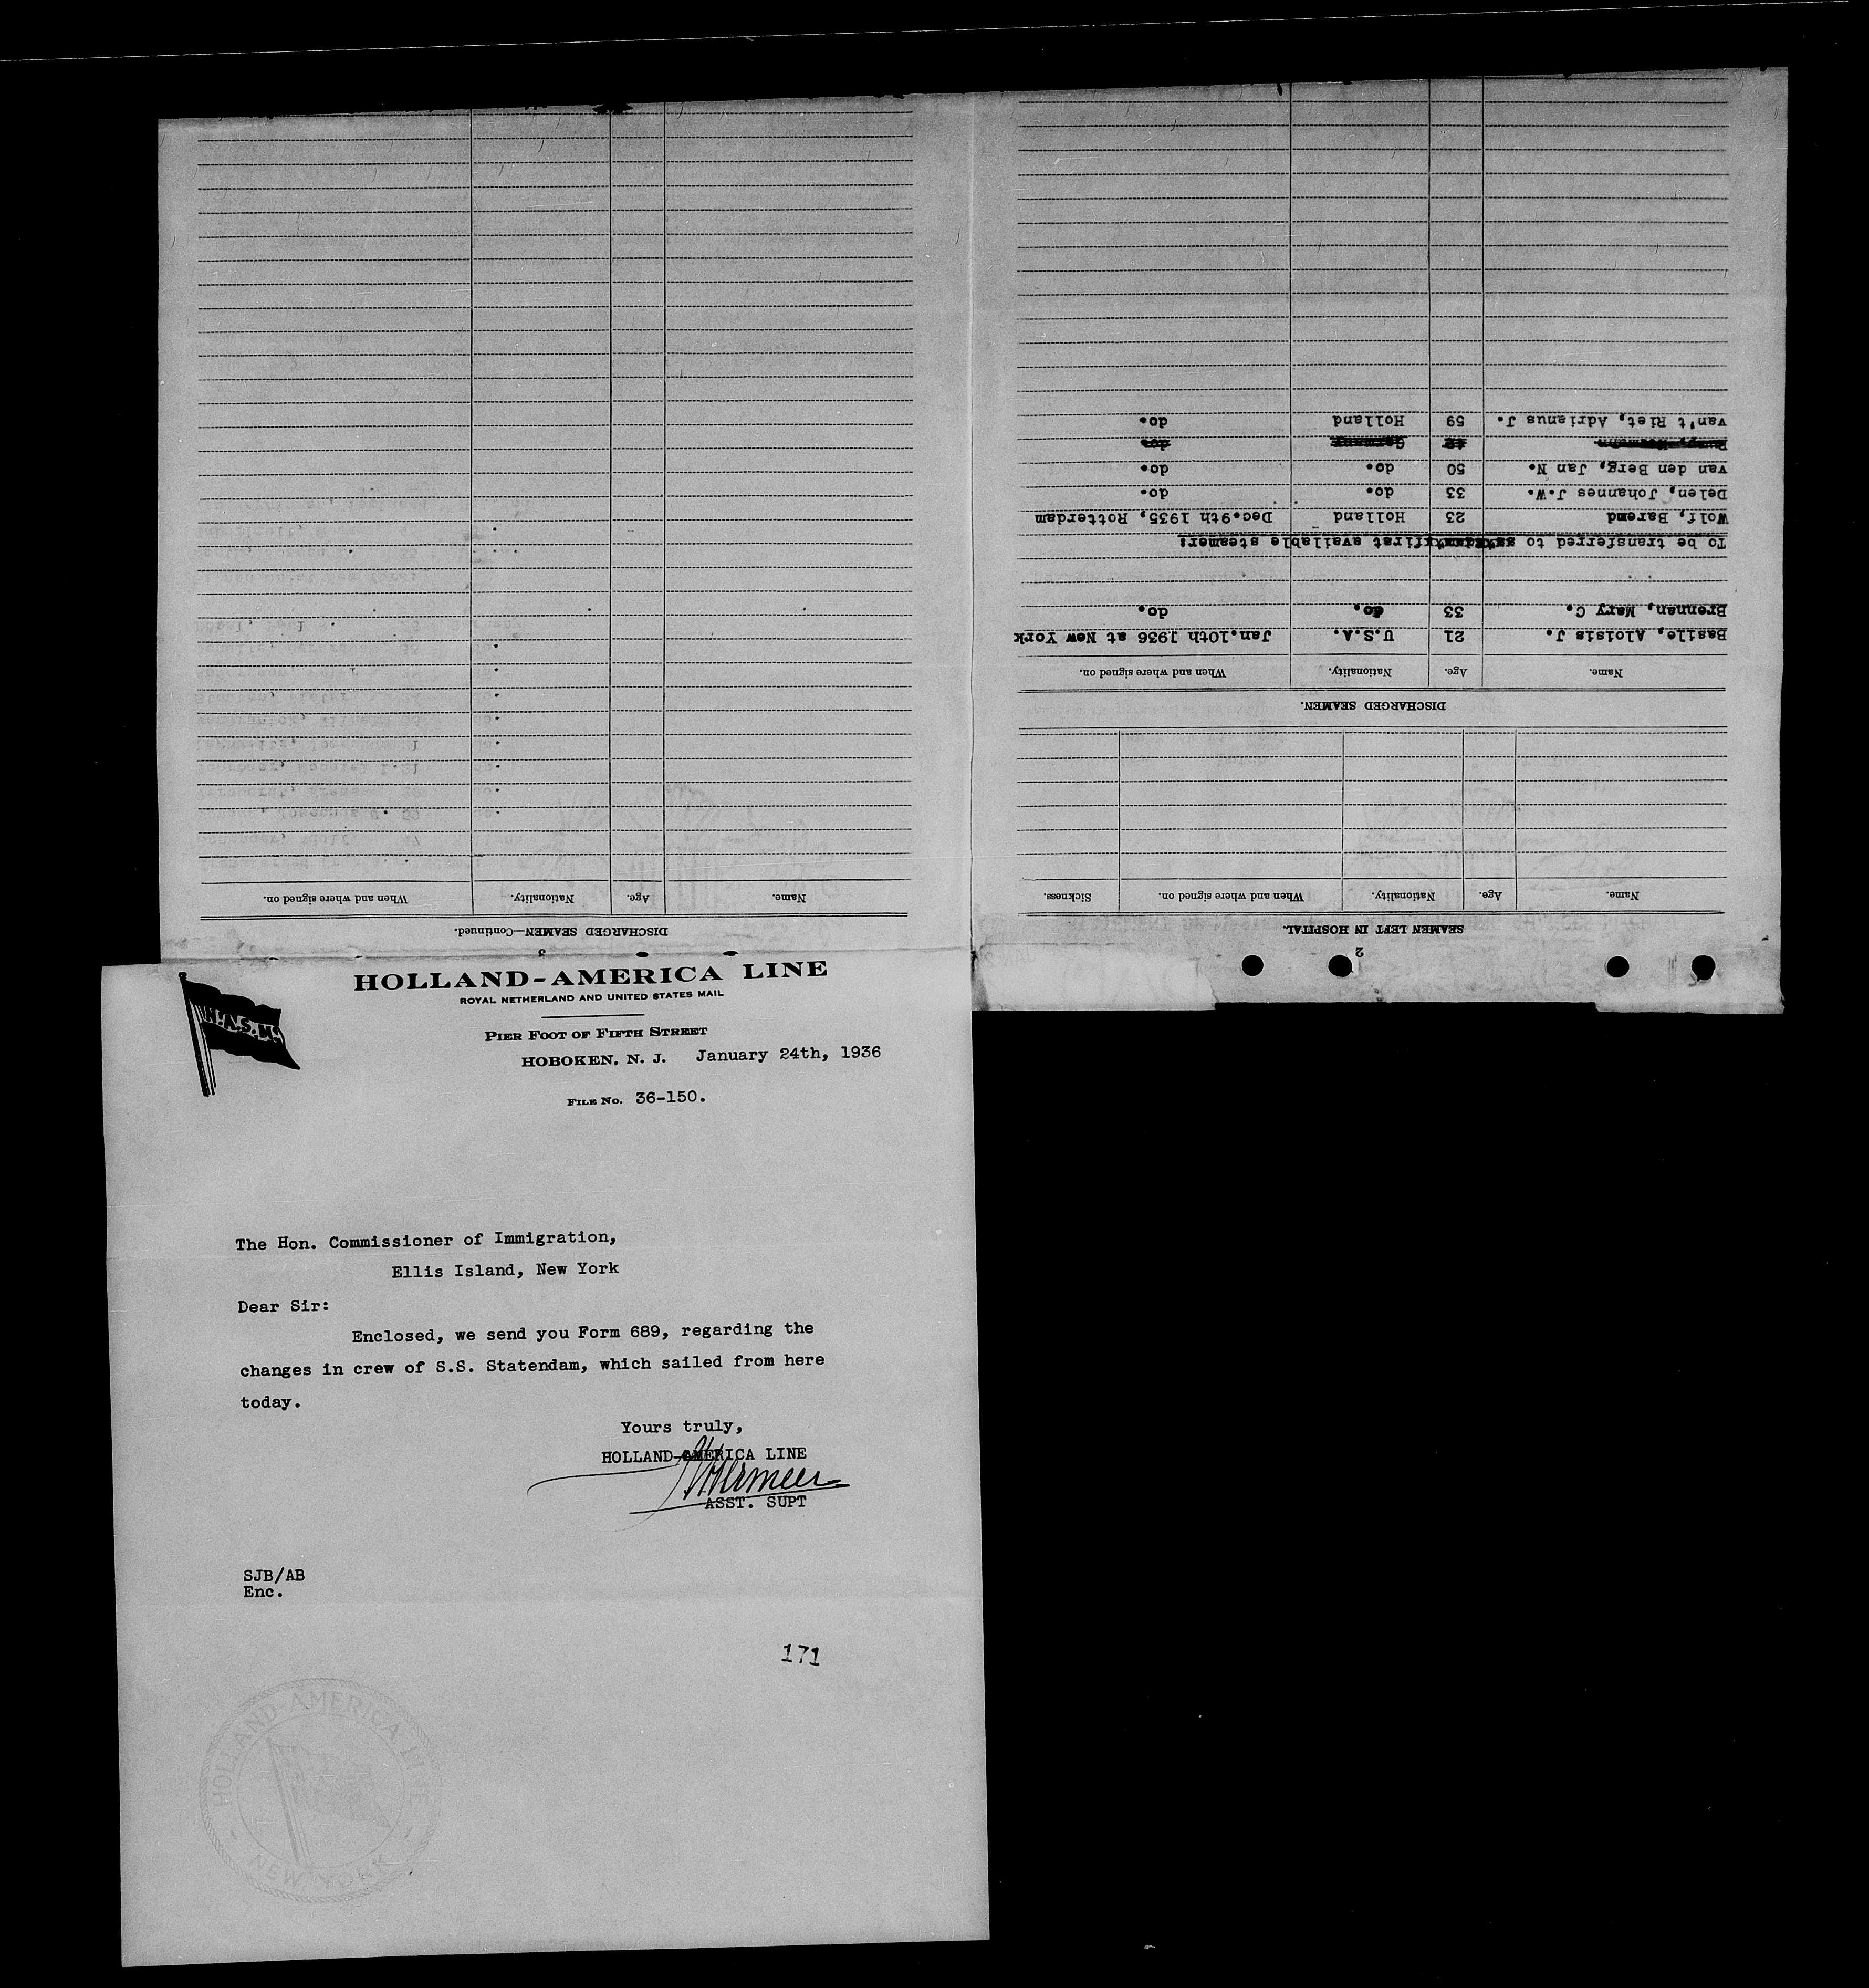 HOLLAND-AMERICA LINE
ROYAL NETHERLAND AND UNITED STATES MAIL
PIER FOOT OF FIFTH STREET
HOBOKEN, N. J. January 24th, 1936
FILE No. 36-150.
N.A.S.M.
The Hon. Commissioner of Immigration,
Ellis Island, New York
Dear Sir:
Enclosed, we send you Form 689, regarding the
changes in crew of S.S. Statendam, which sailed from here
today.
Yours truly,
HOLLAND-AMERICA LINE
ASST. SUPT
SJB/AB
Enc.
171
HOLLAND-AMERICA LINE
NEW YORK
2
SEAMEN LEFT IN HOSPITAL.
Name. Age. Nationality. When and where signed on. Sickness.
DISCHARGED SEAMEN.
Name. Age. Nationality. When and where signed on.
Basile, Aloisis J. 21 U.S.A. Jan.10th 1936 at New York
Brennan, Mary C. 33 do. do.
To be transferred to first available steamer:
Wolf, Barend 23 Holland Dec.9th 1935, Rotterdam
Delen, Johannes J.W. 33 do. do.
van den Berg, Jan N. 50 do. do.
Germany do.
van't Riet, Adrianus J. 59 Holland do.
3
DISCHARGED SEAMEN—Continued.
Name. Age. Nationality. When and where signed on.